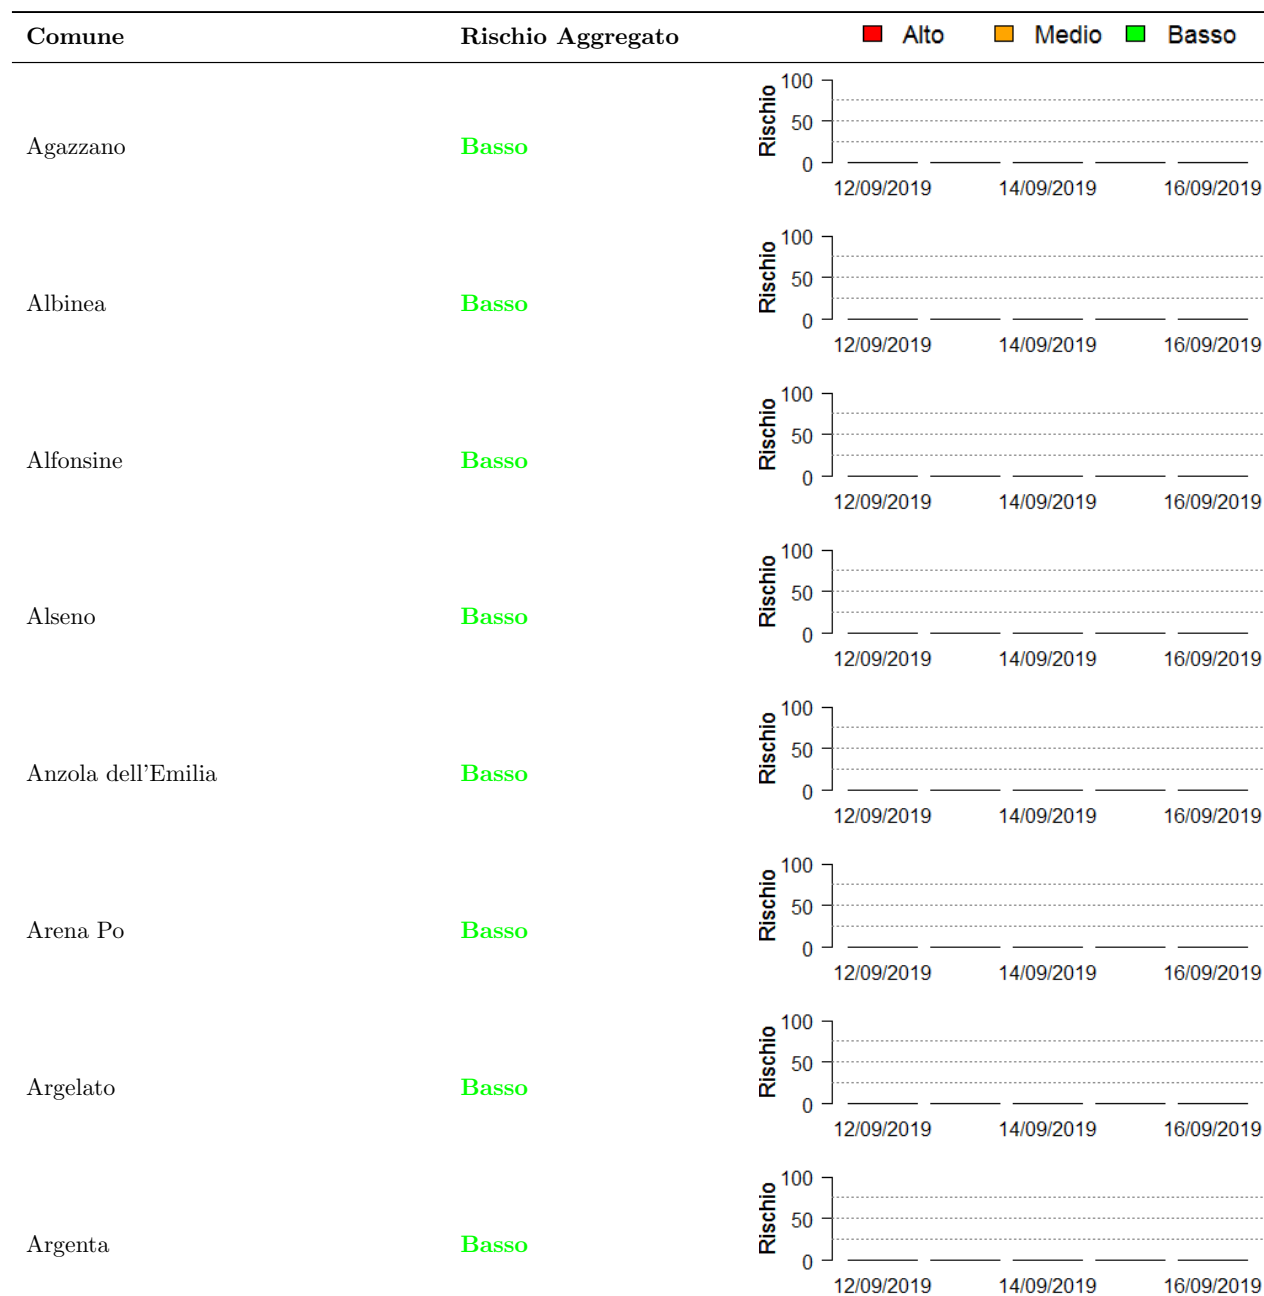 Comune Rischio Aggregato Alto Medio Basso
100
50
0
Rischio
Agazzano Basso
12/09/2019 14/09/2019 16/09/2019
100
50
0
Rischio
Albinea Basso
12/09/2019 14/09/2019 16/09/2019
100
50
0
Rischio
Alfonsine Basso
12/09/2019 14/09/2019 16/09/2019
100
50
0
Rischio
Alseno Basso
12/09/2019 14/09/2019 16/09/2019
100
50
0
Rischio
Anzola dell'Emilia Basso
12/09/2019 14/09/2019 16/09/2019
100
50
0
Rischio
Arena Po Basso
12/09/2019 14/09/2019 16/09/2019
100
50
0
Rischio
Argelato Basso
12/09/2019 14/09/2019 16/09/2019
100
50
0
Rischio
Argenta Basso
12/09/2019 14/09/2019 16/09/2019